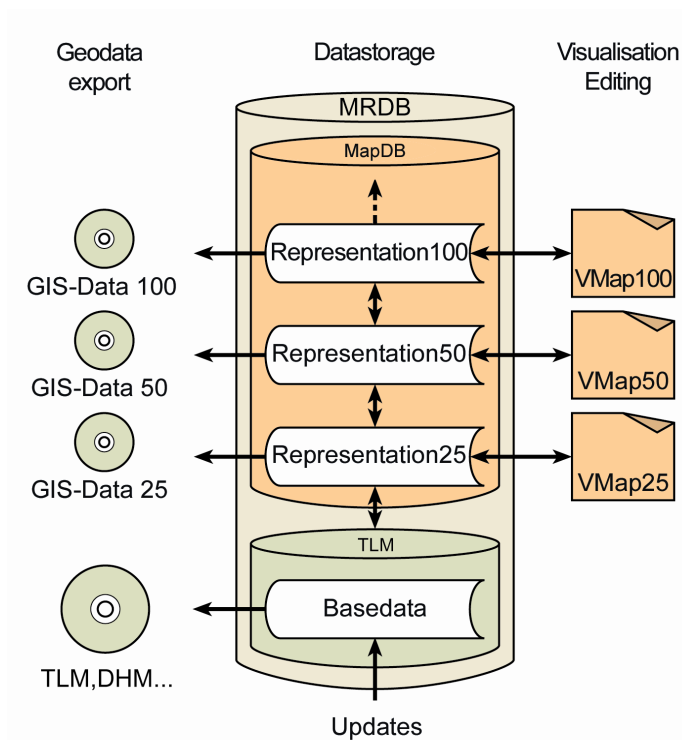 Geodata
export
Datastorage
Visualisation
Editing
MRDB
MapDB
Representation100
GIS-Data 100
VMap100
Representation50
GIS-Data 50
VMap50
Representation25
GIS-Data 25
VMap25
TLM
Basedata
TLM,DHM...
Updates